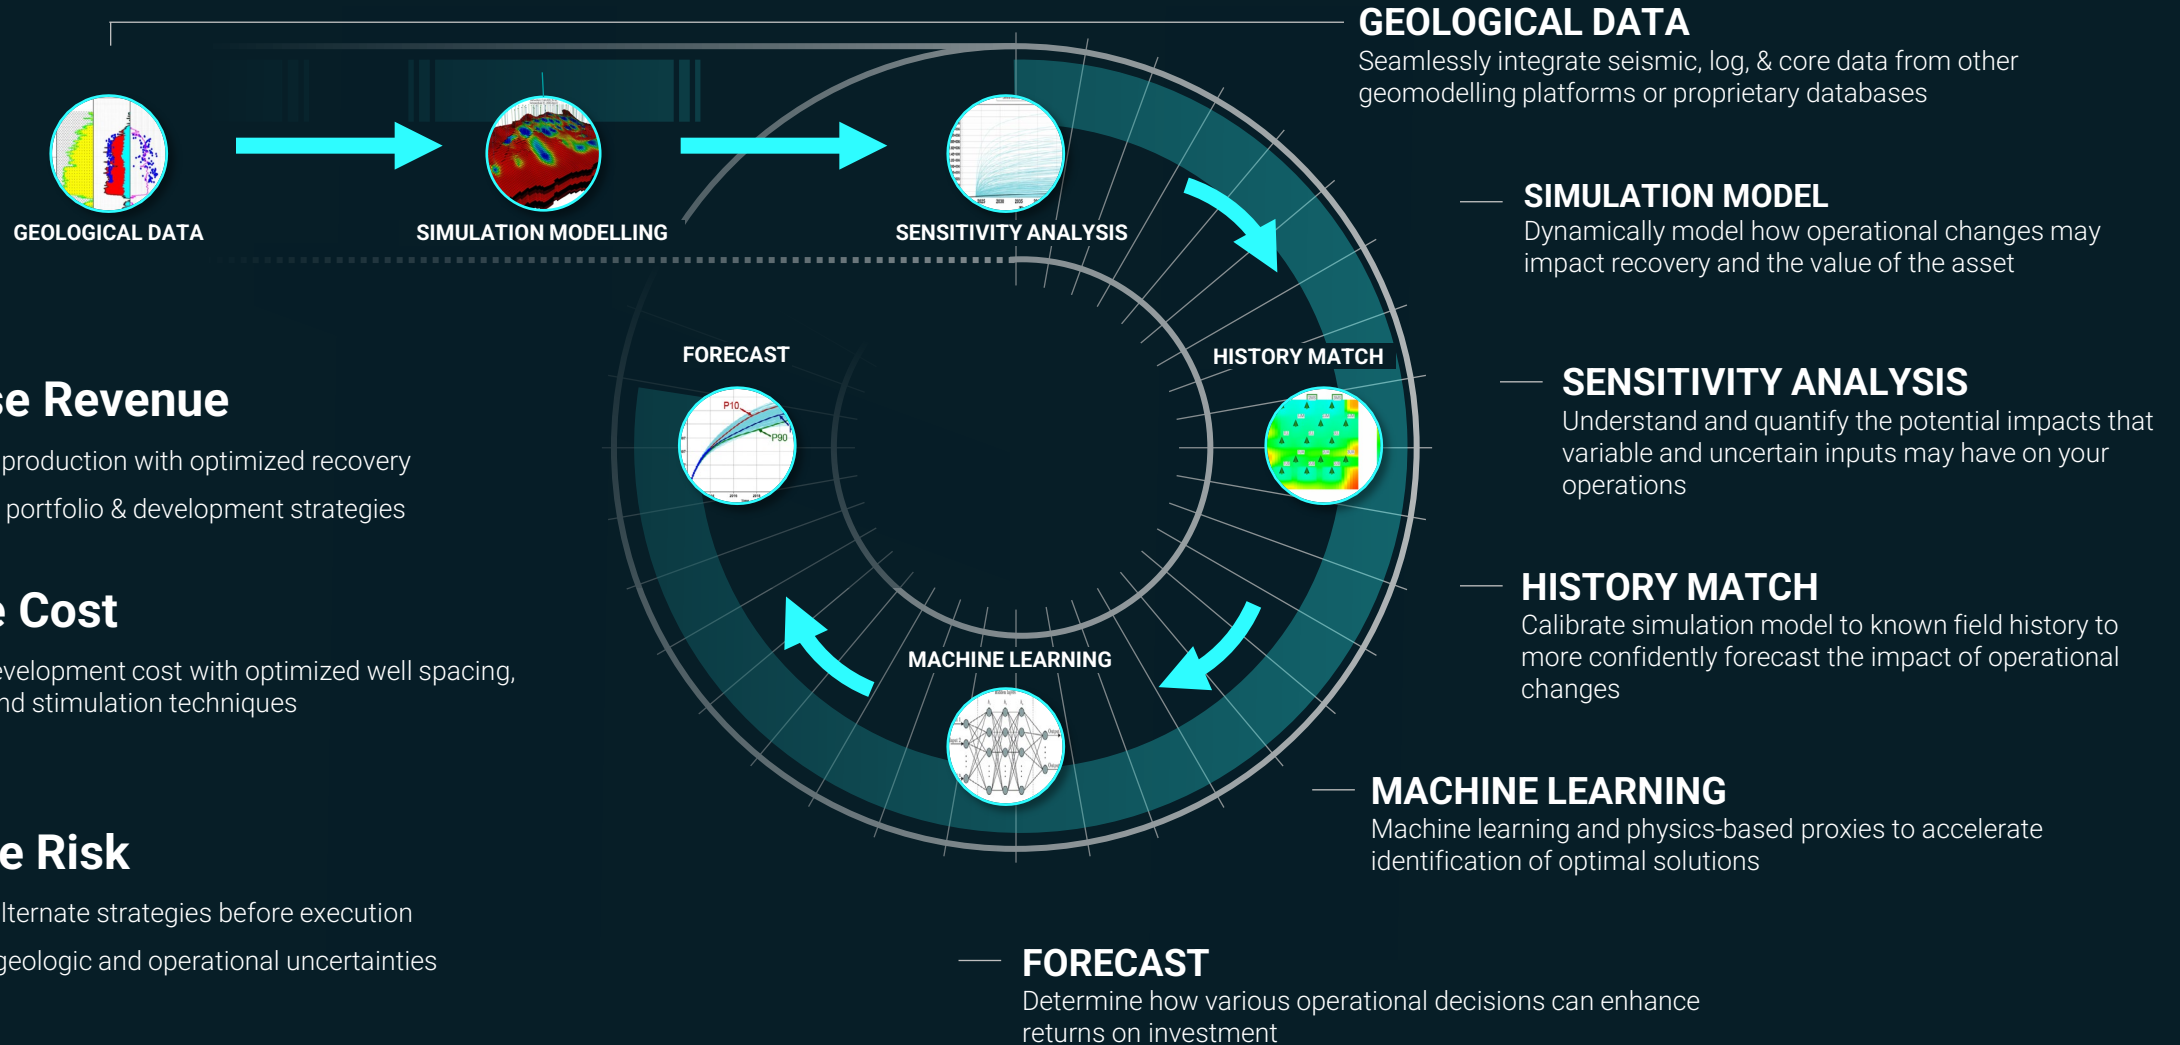 GEOLOGICAL DATA
Seamlessly integrate seismic, log, & core data from other
geomodelling platforms or proprietary databases
GEOLOGICAL DATA
SIMULATION MODELLING
SENSITIVITY ANALYSIS
SIMULATION MODEL
Dynamically model how operational changes may
impact recovery and the value of the asset
FORECAST
P10
P90
HISTORY MATCH
SENSITIVITY ANALYSIS
Understand and quantify the potential impacts that
variable and uncertain inputs may have on your
operations
se Revenue
production with optimized recovery
portfolio & development strategies
HISTORY MATCH
Calibrate simulation model to known field history to
more confidently forecast the impact of operational
changes
e Cost
evelopment cost with optimized well spacing,
nd stimulation techniques
MACHINE LEARNING
MACHINE LEARNING
Machine learning and physics-based proxies to accelerate
identification of optimal solutions
e Risk
lternate strategies before execution
geologic and operational uncertainties
FORECAST
Determine how various operational decisions can enhance
returns on investment